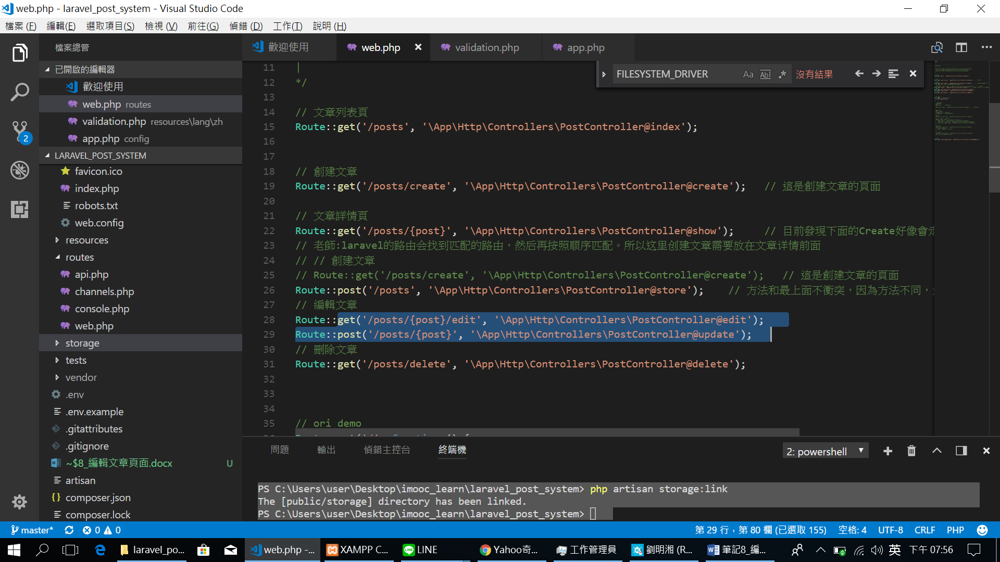 web.php - laravel_post_system - Visual Studio Code
檔案 (F) 編輯(E) 選取項目(S) 檢視 (V) 前往(G) 偵錯 (D) 工作(T) 說明 (H)
檔案總管
已開啟的編輯器
歡迎使用
web.php routes
validation.php resources\lang\zh
app.php config
LARAVEL_POST_SYSTEM
favicon.ico
index.php
robots.txt
web.config
resources
routes
api.php
channels.php
console.php
web.php
storage
tests
vendor
.env
.env.example
.gitattributes
.gitignore
~$8_編輯文章頁面.docx U
artisan
composer.json
composer.lock
2
歡迎使用 web.php validation.php app.php
FILESYSTEM_DRIVER Aa Abl .* 沒有結果
11 |
12 */
13
14 // 文章列表頁
15 Route::get('/posts', '\App\Http\Controllers\PostController@index');
16
17
18 // 創建文章
19 Route::get('/posts/create', '\App\Http\Controllers\PostController@create'); // 這是創建文章的頁面
20
21 // 文章詳情頁
22 Route::get('/posts/{post}', '\App\Http\Controllers\PostController@show'); // 目前發現下面的Create好像會走
23 // 老師:laravel的路由会找到匹配的路由，然后再按照顺序匹配。所以这里创建文章需要放在文章详情前面
24 // // 創建文章
25 // Route::get('/posts/create', '\App\Http\Controllers\PostController@create'); // 這是創建文章的頁面
26 Route::post('/posts', '\App\Http\Controllers\PostController@store'); // 方法和最上面不衝突，因為方法不同，
27 // 編輯文章
28 Route::get('/posts/{post}/edit', '\App\Http\Controllers\PostController@edit');
29 Route::post('/posts/{post}', '\App\Http\Controllers\PostController@update');
30 // 刪除文章
31 Route::get('/posts/delete', '\App\Http\Controllers\PostController@delete');
32
33
34
35 // ori demo
問題 輸出 偵錯主控台 終端機 2: powershell
PS C:\Users\user\Desktop\imooc_learn\laravel_post_system> php artisan storage:link
The [public/storage] directory has been linked.
PS C:\Users\user\Desktop\imooc_learn\laravel_post_system>
master* 0 0 第 29 行，第 80 欄 (已選取 155) 空格: 4 UTF-8 CRLF PHP
laravel_po... web.php -... XAMPP C... LINE Yahoo奇... 工作管理員 劉明湘 (R... 筆記8_編... 英 下午 07:56